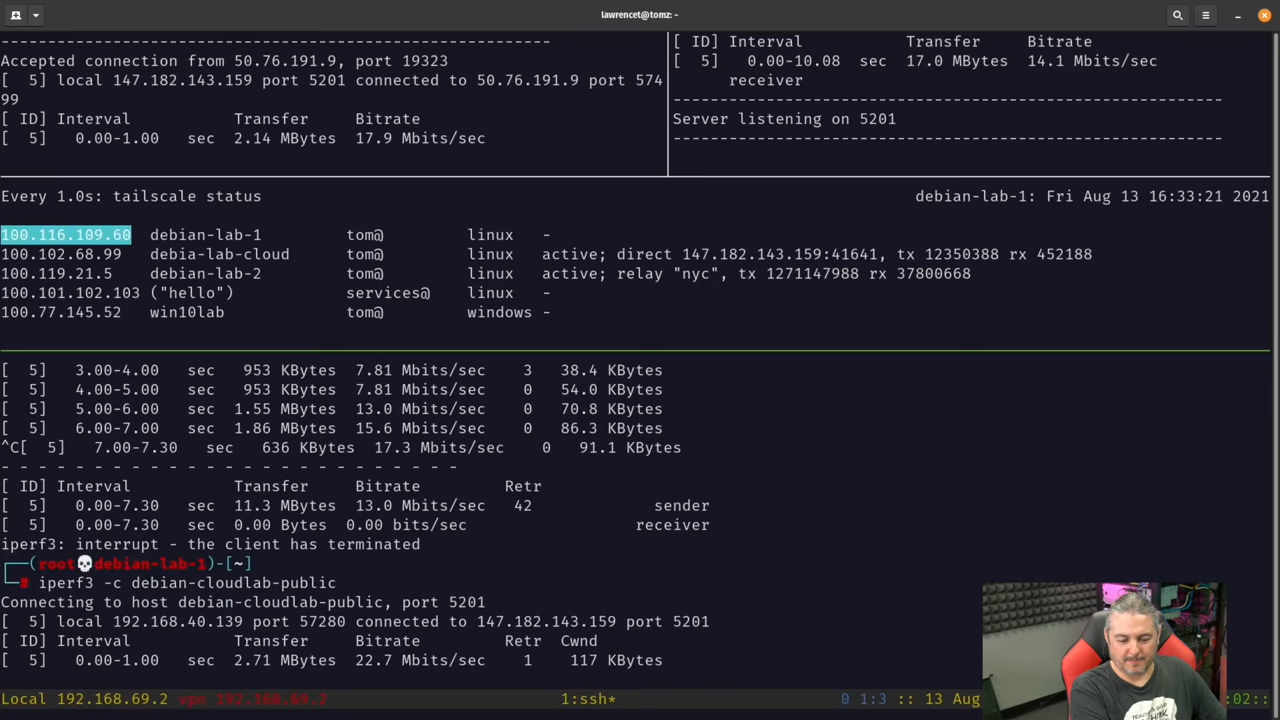 lawrencet@tomz: ~
-----------------------------------------------------------
Accepted connection from 50.76.191.9, port 19323
[  5] local 147.182.143.159 port 5201 connected to 50.76.191.9 port 574
99
[ ID] Interval           Transfer     Bitrate
[  5]   0.00-1.00   sec  2.14 MBytes  17.9 Mbits/sec
[ ID] Interval           Transfer     Bitrate
[  5]   0.00-10.08  sec  17.0 MBytes  14.1 Mbits/sec
receiver
-----------------------------------------------------------
Server listening on 5201
-----------------------------------------------------------
Every 1.0s: tailscale status                    debian-lab-1: Fri Aug 13 16:33:21 2021
100.116.109.60  debian-lab-1         tom@         linux   -
100.102.68.99   debia-lab-cloud      tom@         linux   active; direct 147.182.143.159:41641, tx 12350388 rx 452188
100.119.21.5    debian-lab-2         tom@         linux   active; relay "nyc", tx 1271147988 rx 37800668
100.101.102.103 ("hello")            services@    linux   -
100.77.145.52   win10lab             tom@         windows -
[  5]   3.00-4.00   sec   953 KBytes  7.81 Mbits/sec    3   38.4 KBytes
[  5]   4.00-5.00   sec   953 KBytes  7.81 Mbits/sec    0   54.0 KBytes
[  5]   5.00-6.00   sec  1.55 MBytes  13.0 Mbits/sec    0   70.8 KBytes
[  5]   6.00-7.00   sec  1.86 MBytes  15.6 Mbits/sec    0   86.3 KBytes
^C[  5]   7.00-7.30   sec   636 KBytes  17.3 Mbits/sec    0   91.1 KBytes
- - - - - - - - - - - - - - - - - - - - - - - - -
[ ID] Interval           Transfer     Bitrate         Retr
[  5]   0.00-7.30   sec  11.3 MBytes  13.0 Mbits/sec   42             sender
[  5]   0.00-7.30   sec  0.00 Bytes  0.00 bits/sec                  receiver
iperf3: interrupt - the client has terminated
┌──(root💀debian-lab-1)-[~]
└─# iperf3 -c debian-cloudlab-public
Connecting to host debian-cloudlab-public, port 5201
[  5] local 192.168.40.139 port 57280 connected to 147.182.143.159 port 5201
[ ID] Interval           Transfer     Bitrate         Retr  Cwnd
[  5]   0.00-1.00   sec  2.71 MBytes  22.7 Mbits/sec    1    117 KBytes
Local 192.168.69.2 vpn 192.168.69.2          1:ssh*          0 1:3 :: 13 Aug :02::